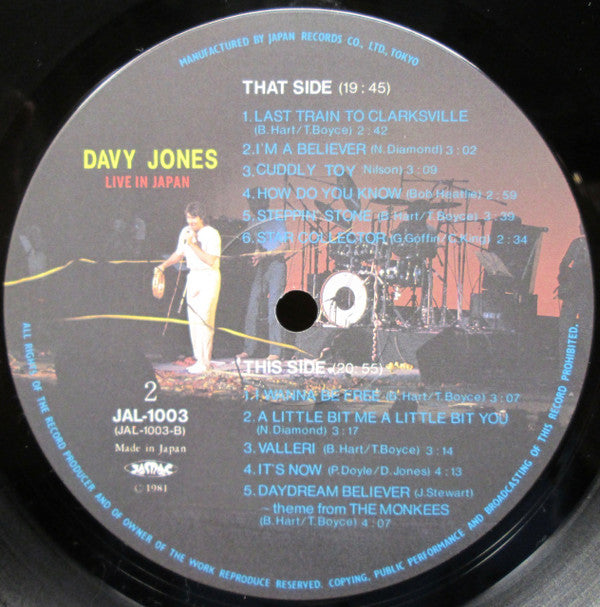 MANUFACTURED BY JAPAN RECORDS CO., LTD, TOKYO
THAT SIDE (19:45)
1. LAST TRAIN TO CLARKSVILLE
(B. Hart/T. Boyce) 2:42
2. I'M A BELIEVER (N. Diamond) 3:02
3. CUDDLY TOY (Nilson) 3:09
4. HOW DO YOU KNOW (Bob Heatlie) 2:59
5. STEPPIN' STONE (B. Hart/T. Boyce) 3:39
6. STAR COLLECTOR (G. Goffin/C. King) 2:34
DAVY JONES
LIVE IN JAPAN
THIS SIDE (20:55)
1. I WANNA BE FREE (B. Hart/T. Boyce) 3:07
2. A LITTLE BIT ME A LITTLE BIT YOU
(N. Diamond) 3:17
3. VALLERI (B. Hart/T. Boyce) 3:14
4. IT'S NOW (P. Doyle/D. Jones) 4:13
5. DAYDREAM BELIEVER (J. Stewart)
~theme from THE MONKEES
(B. Hart/T. Boyce) 4:07
2
JAL-1003
(JAL-1003-B)
Made in Japan
© 1981
ALL RIGHTS OF THE RECORD PRODUCER AND OF OWNER OF THE WORK REPRODUCE RESERVED. COPYING, PUBLIC PERFORMANCE AND BROADCASTING OF THIS RECORD PROHIBITED.